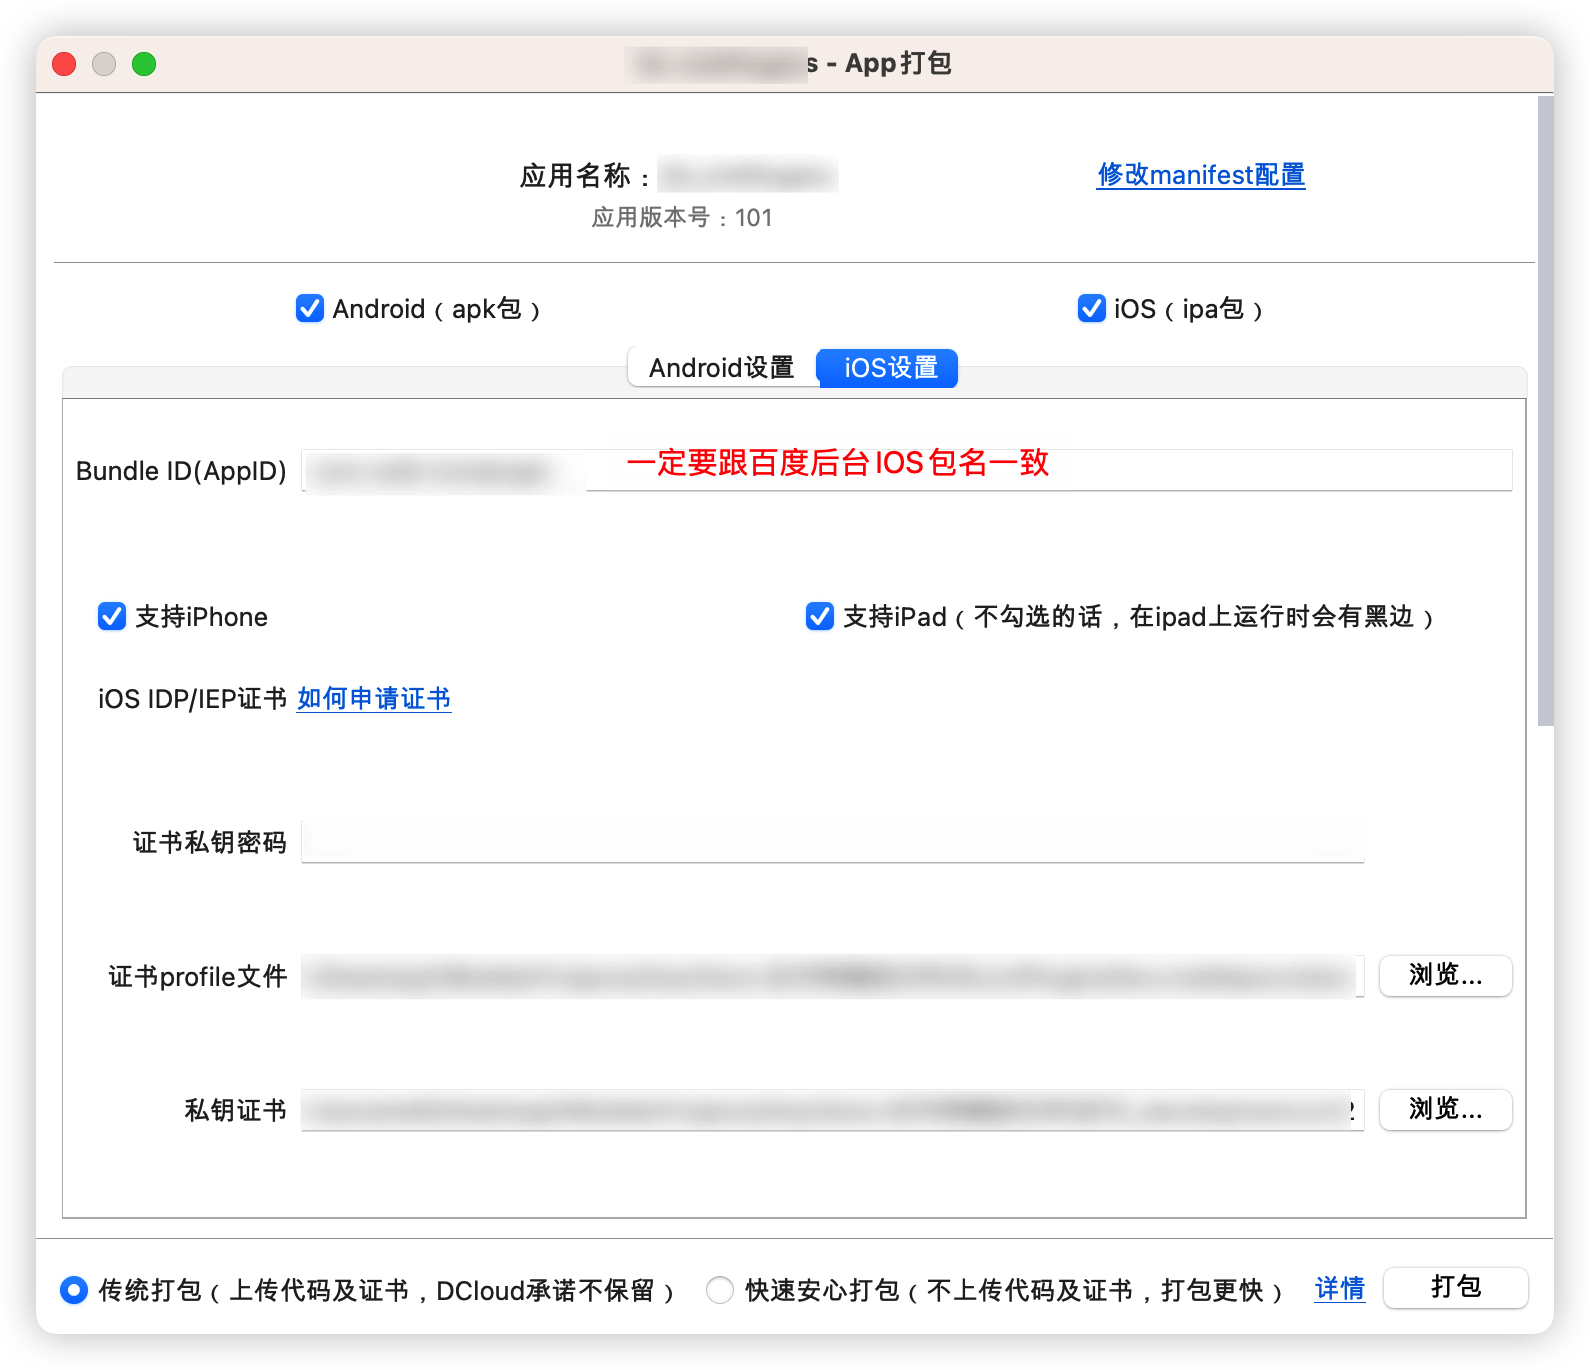 s - App打包
应用名称：
修改manifest配置
应用版本号：101
Android（apk包）
iOS（ipa包）
Android设置
iOS设置
Bundle ID(AppID)
一定要跟百度后台IOS包名一致
支持iPhone
支持iPad（不勾选的话，在ipad上运行时会有黑边）
iOS IDP/IEP证书 如何申请证书
证书私钥密码
证书profile文件
浏览...
私钥证书
2
浏览...
传统打包（上传代码及证书，DCloud承诺不保留）
快速安心打包（不上传代码及证书，打包更快）
详情
打包